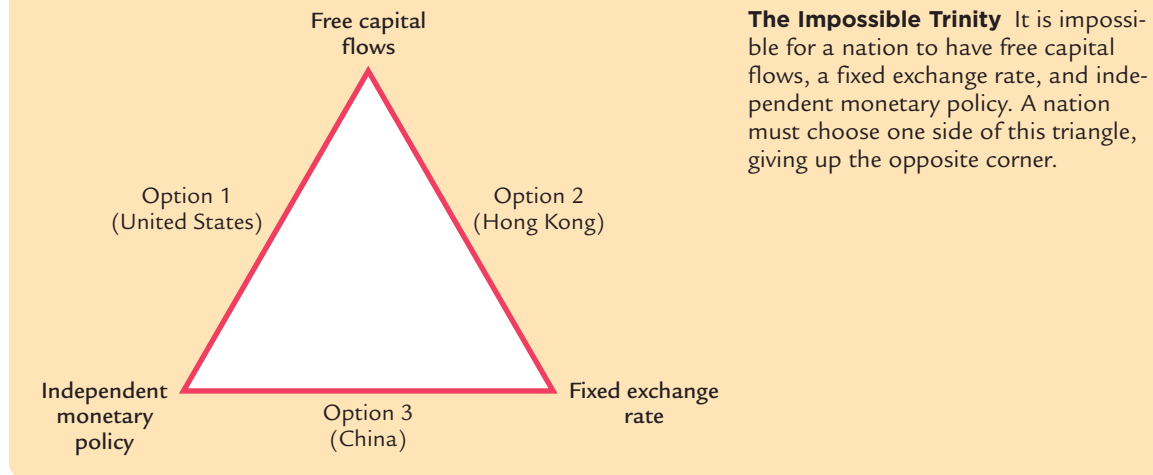 Free capital
flows
The Impossible Trinity It is impossi-
ble for a nation to have free capital
flows, a fixed exchange rate, and inde-
pendent monetary policy. A nation
must choose one side of this triangle,
giving up the opposite corner.
Option 1
(United States)
Option 2
(Hong Kong)
Independent
monetary
policy
Option 3
(China)
Fixed exchange
rate